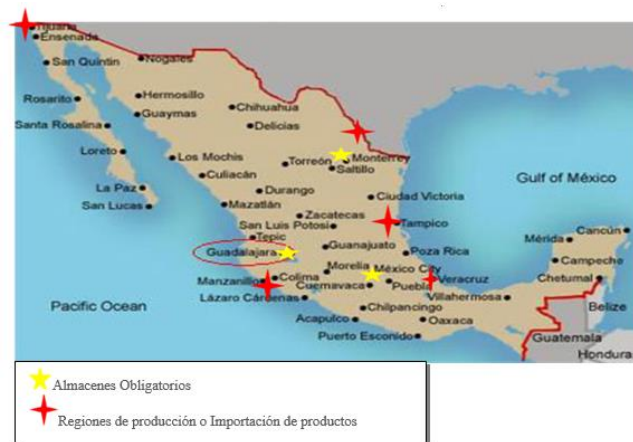 Tijuana
Ensenada
San Quintin
Nogales
Rosarito
Hermosillo
Chihuahua
Santa Rosalina
Guaymas
Delicias
Loreto
Los Mochis
Torreón
Monterrey
Saltillo
Culiacán
La Paz
Durango
Ciudad Victoria
Gulf of México
San Lucas
Mazatlán
Zacatecas
San Luis Potosi
Tampico
Tepic
Cancún
Guadalajara
Guanajuato
Poza Rica
Mérida
Morelia
México City
Campeche
Manzanillo
Colima
Veracruz
Chetumal
Cuernavaca
Puebla
Pacific Ocean
Lázaro Cárdenas
Villahermosa
Belize
Chilpancingo
Acapulco
Oaxaca
Puerto Escondido
Guatemala
Hondura
Almacenes Obligatorios
Regiones de producción o Importación de productos